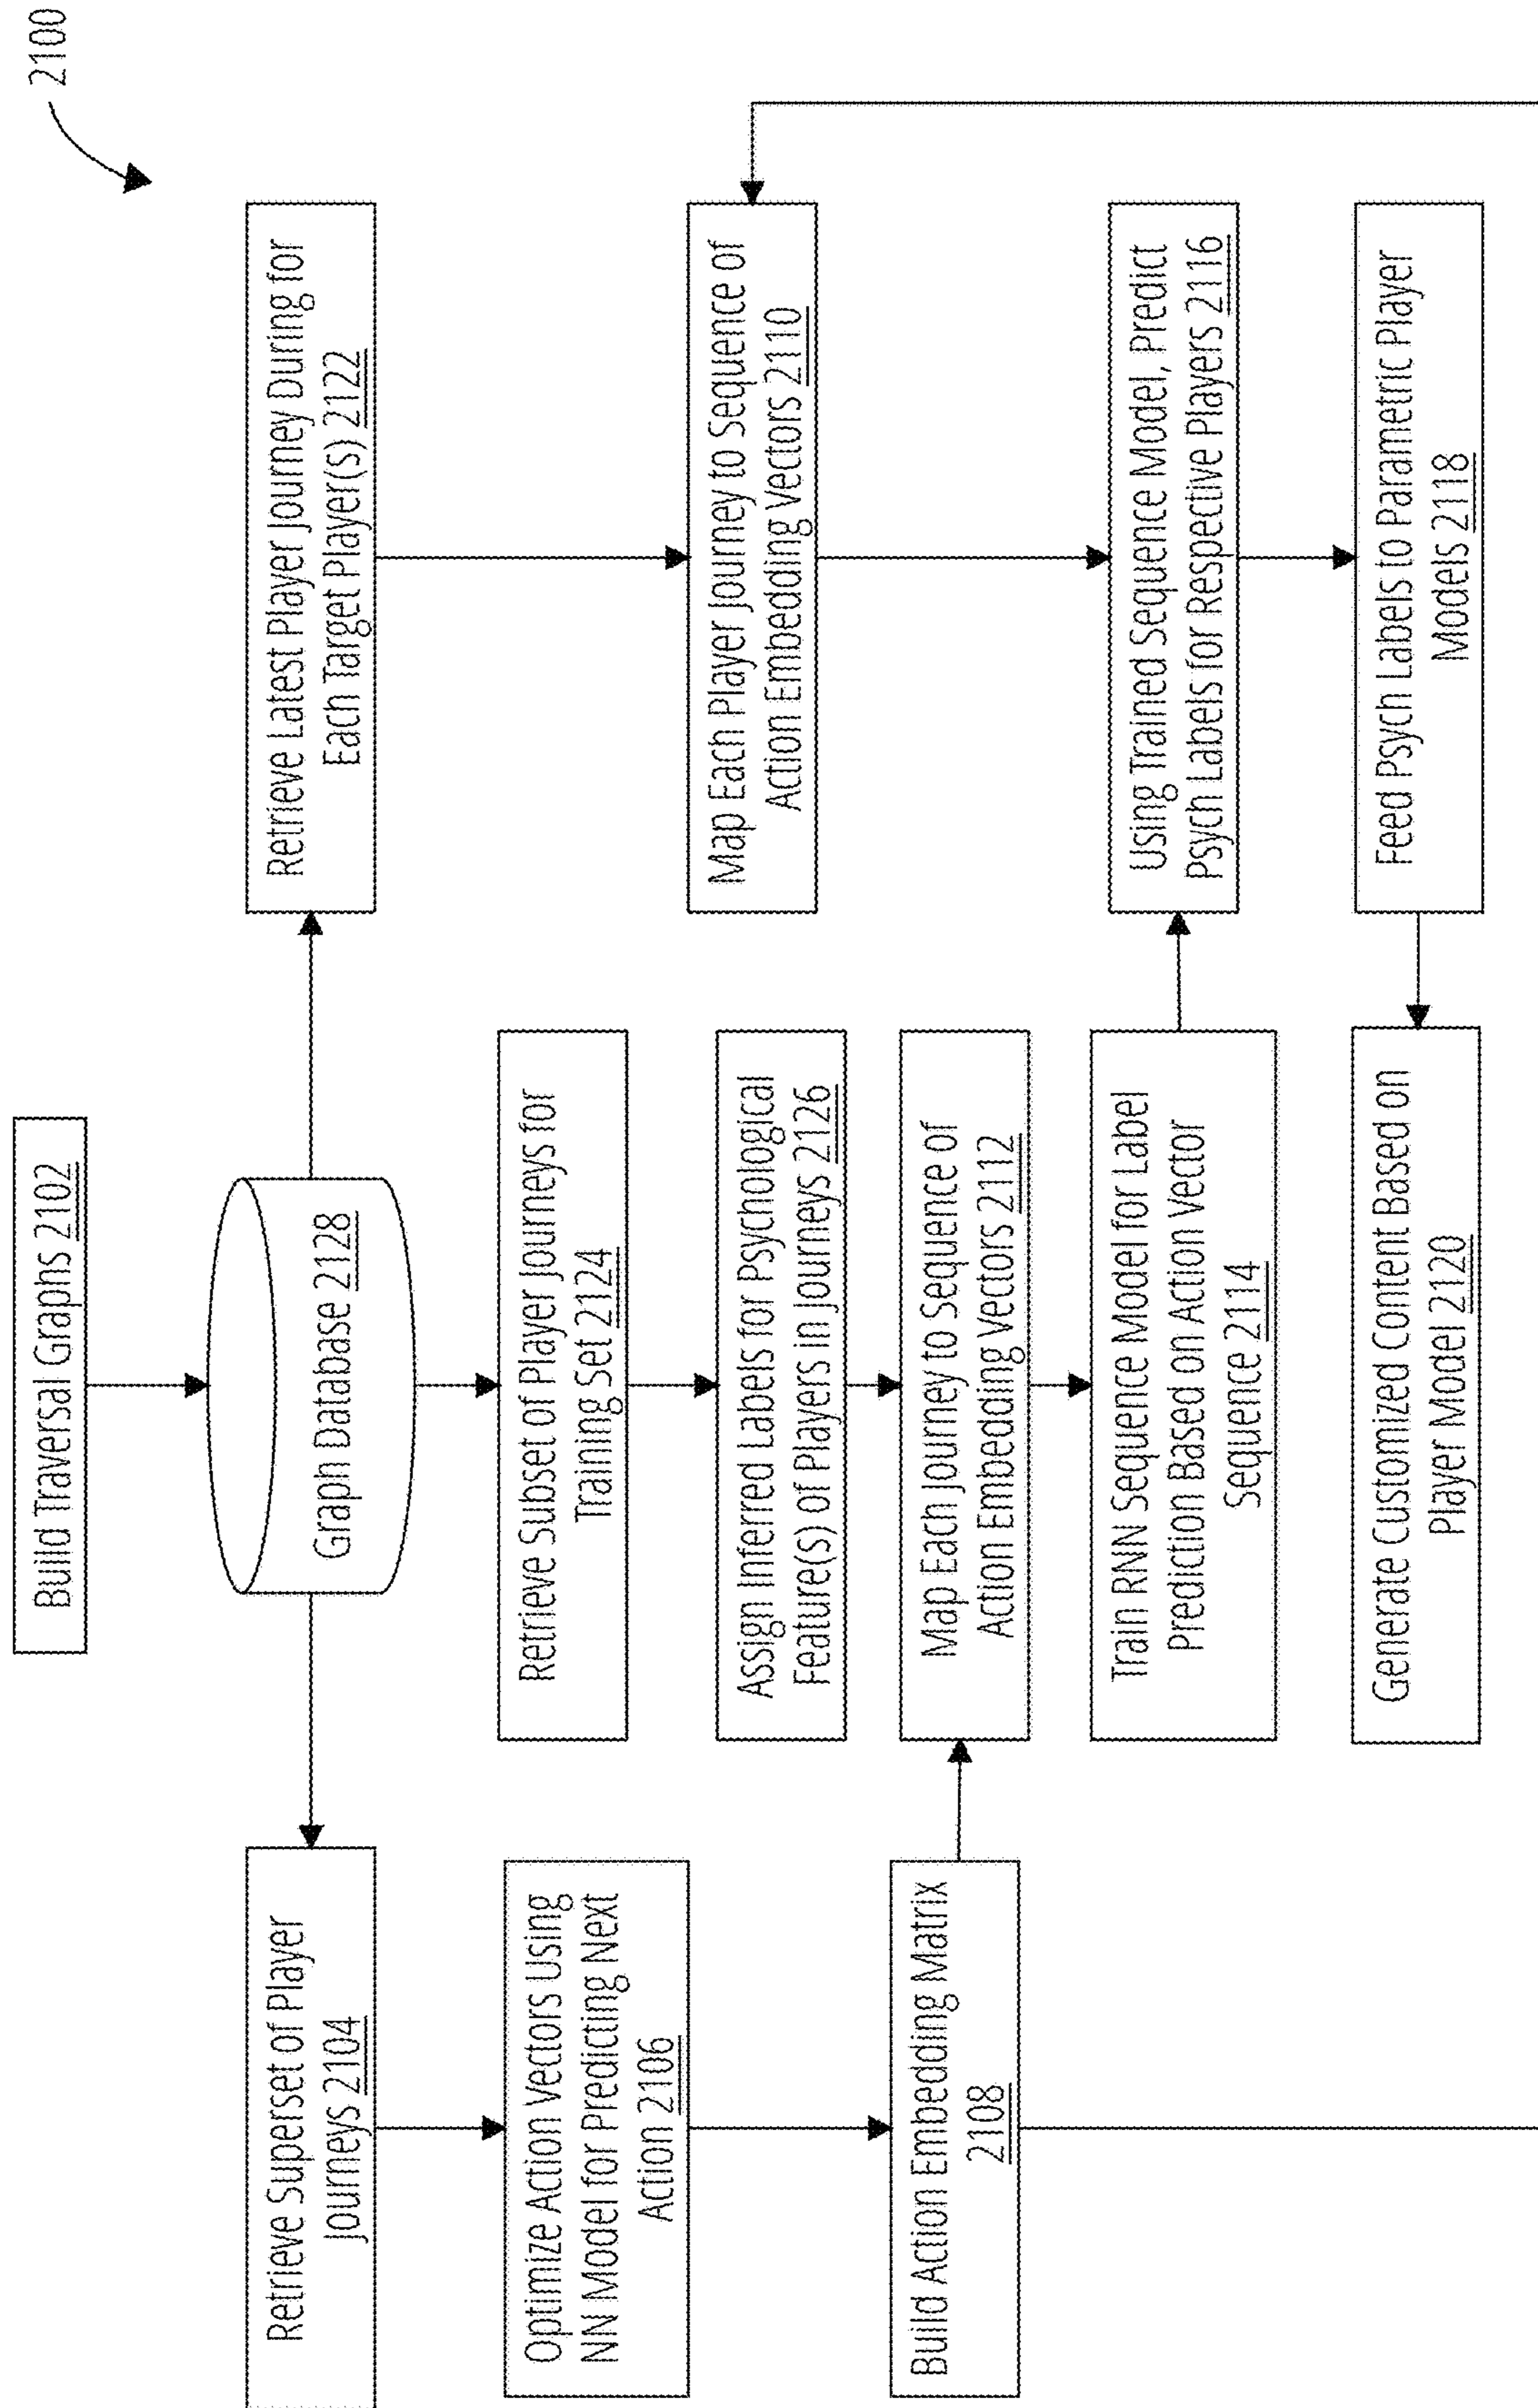 2100
Build Traversal Graphs 2102
Graph Database 2128
Retrieve Superset of Player
Journeys 2104
Optimize Action Vectors Using
NN Model for Predicting Next
Action 2106
Build Action Embedding Matrix
2108
Retrieve Subset of Player Journeys for
Training Set 2124
Assign Inferred Labels for Psychological
Feature(S) of Players in Journeys 2126
Map Each Journey to Sequence of
Action Embedding Vectors 2112
Train RNN Sequence Model for Label
Prediction Based on Action Vector
Sequence 2114
Retrieve Latest Player Journey During for
Each Target Player(S) 2122
Map Each Player Journey to Sequence of
Action Embedding Vectors 2110
Using Trained Sequence Model, Predict
Psych Labels for Respective Players 2116
Feed Psych Labels to Parametric Player
Models 2118
Generate Customized Content Based on
Player Model 2120